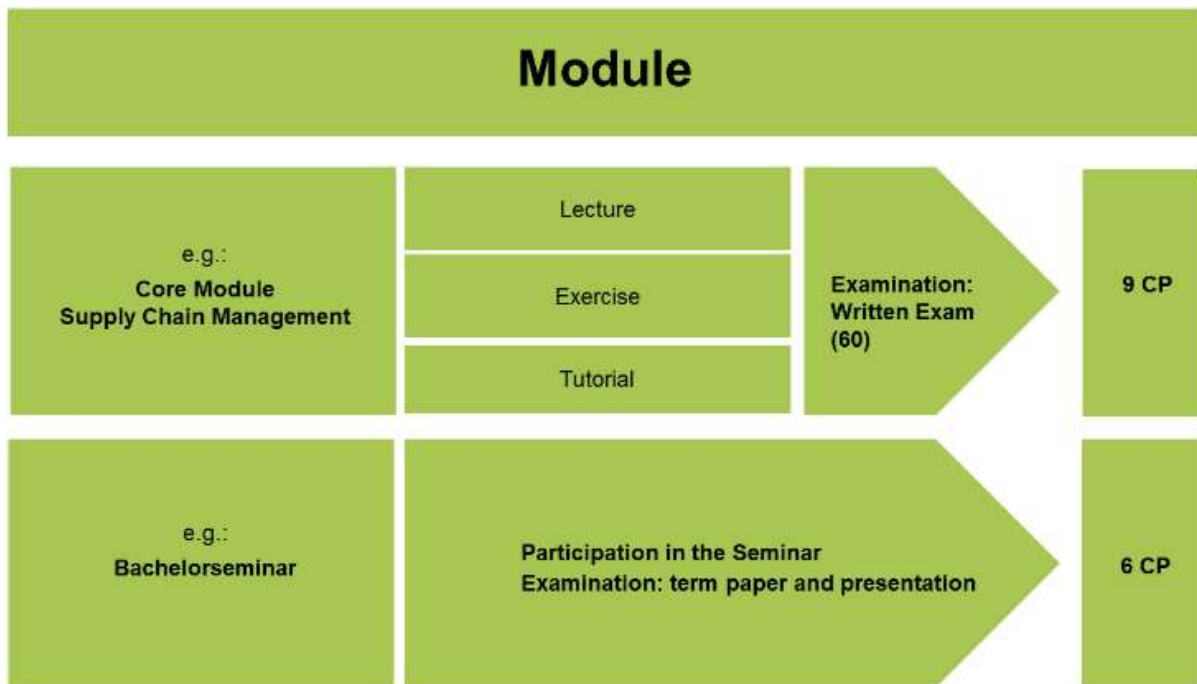 Module
e.g.:
Core Module
Supply Chain Management
Lecture
Exercise
Tutorial
Examination:
Written Exam
(60)
9 CP
e.g.:
Bachelorseminar
Participation in the Seminar
Examination: term paper and presentation
6 CP